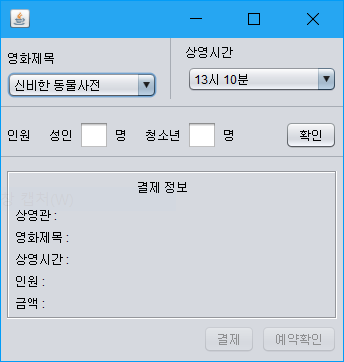 영화제목
상영시간
신비한 동물사전
13시 10분
인원 성인 명 청소년 명 확인
결제 정보
상영관 :
영화제목 :
상영시간 :
인원 :
금액 :
결제 예약확인